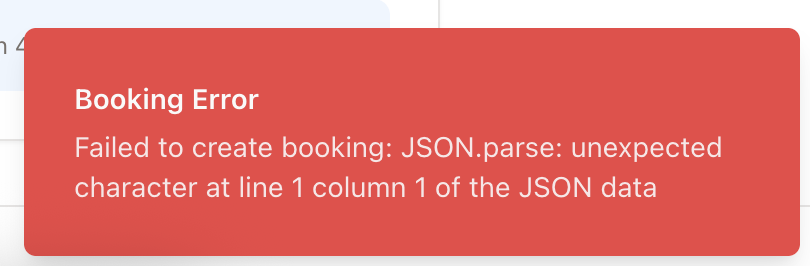 Booking Error
Failed to create booking: JSON.parse: unexpected
character at line 1 column 1 of the JSON data